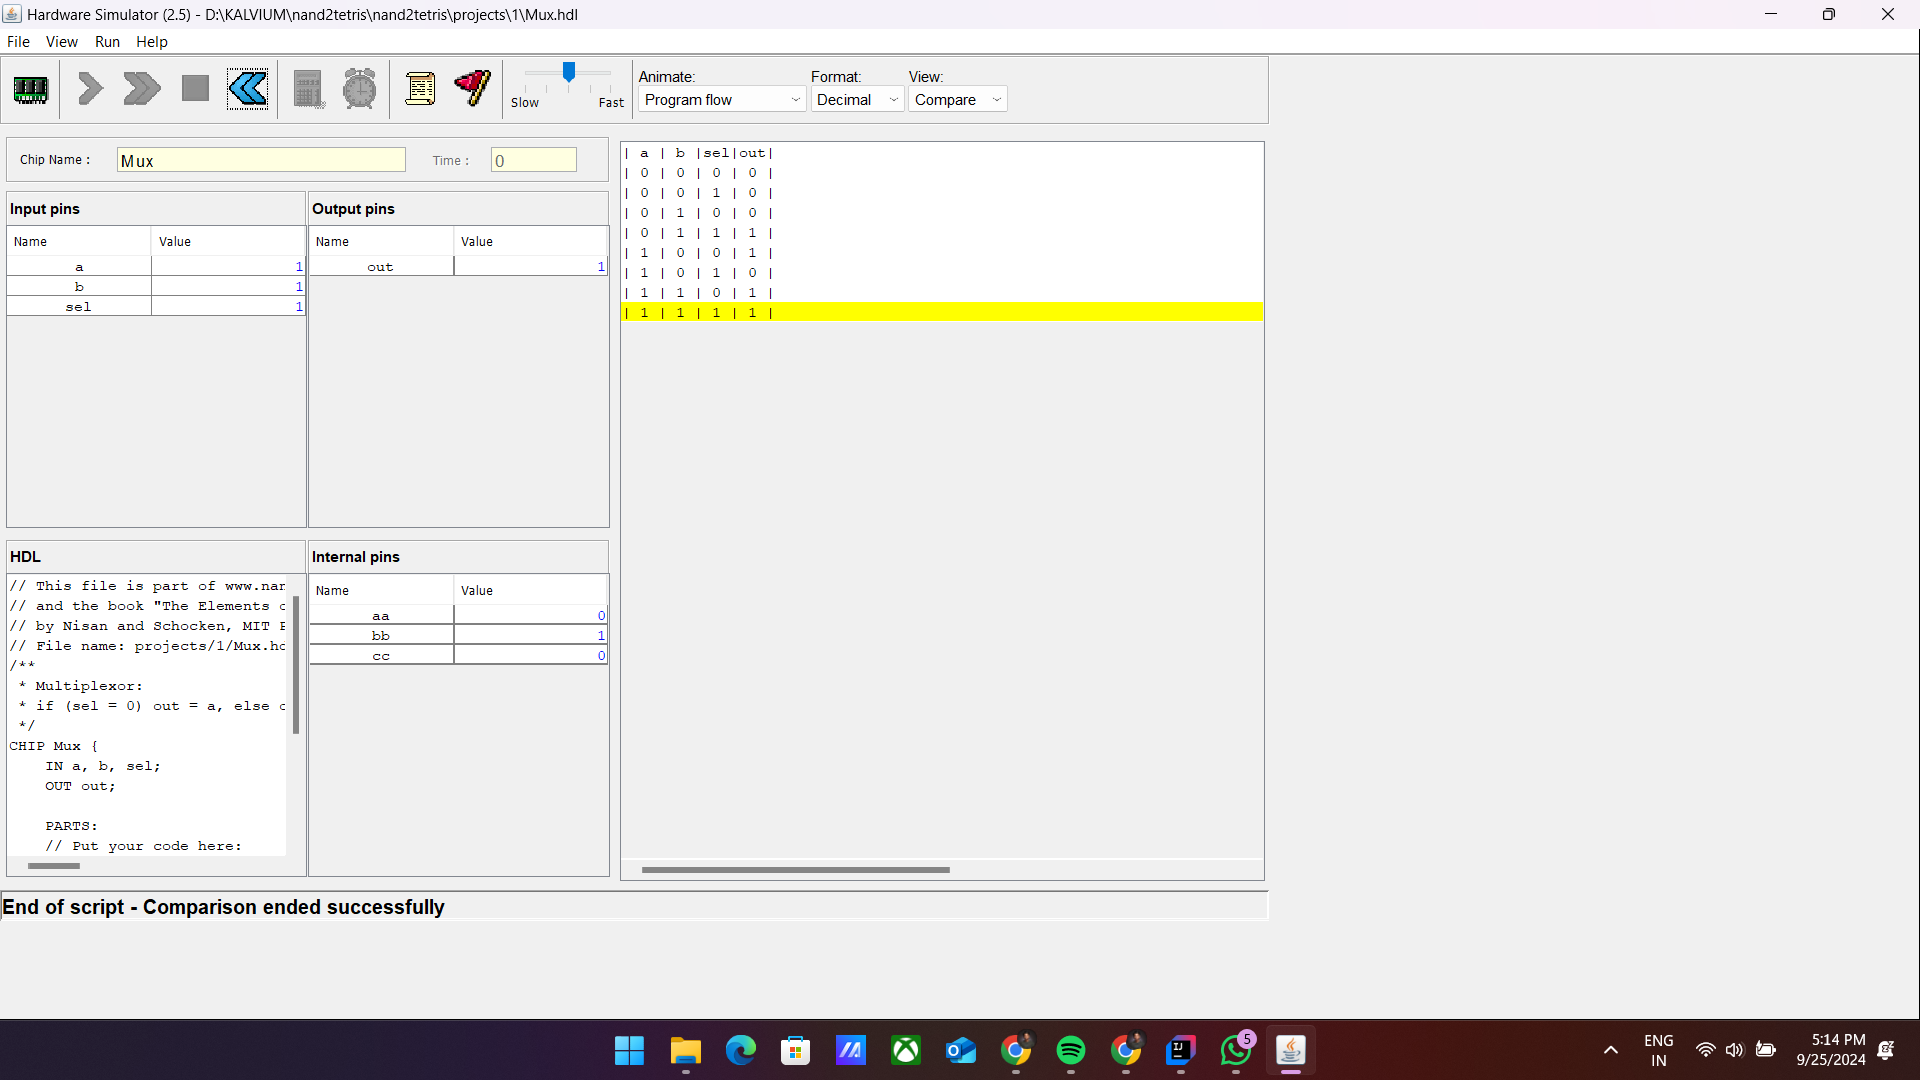 Hardware Simulator (2.5) - D:\KALVIUM\nand2tetris\nand2tetris\projects\1\Mux.hdl
File View Run Help
Slow Fast
Animate: Format: View:
Program flow Decimal Compare
Chip Name : Mux Time : 0
Input pins
Name Value
a 1
b 1
sel 1
Output pins
Name Value
out 1
| a | b |sel|out|
| 0 | 0 | 0 | 0 |
| 0 | 0 | 1 | 0 |
| 0 | 1 | 0 | 0 |
| 0 | 1 | 1 | 1 |
| 1 | 0 | 0 | 1 |
| 1 | 0 | 1 | 0 |
| 1 | 1 | 0 | 1 |
| 1 | 1 | 1 | 1 |
HDL
// This file is part of www.nan
// and the book "The Elements o
// by Nisan and Schocken, MIT P
// File name: projects/1/Mux.hd
/**
* Multiplexor:
* if (sel = 0) out = a, else o
*/
CHIP Mux {
IN a, b, sel;
OUT out;
PARTS:
// Put your code here:
Internal pins
Name Value
aa 0
bb 1
cc 0
End of script - Comparison ended successfully
5
ENG
IN
5:14 PM
9/25/2024